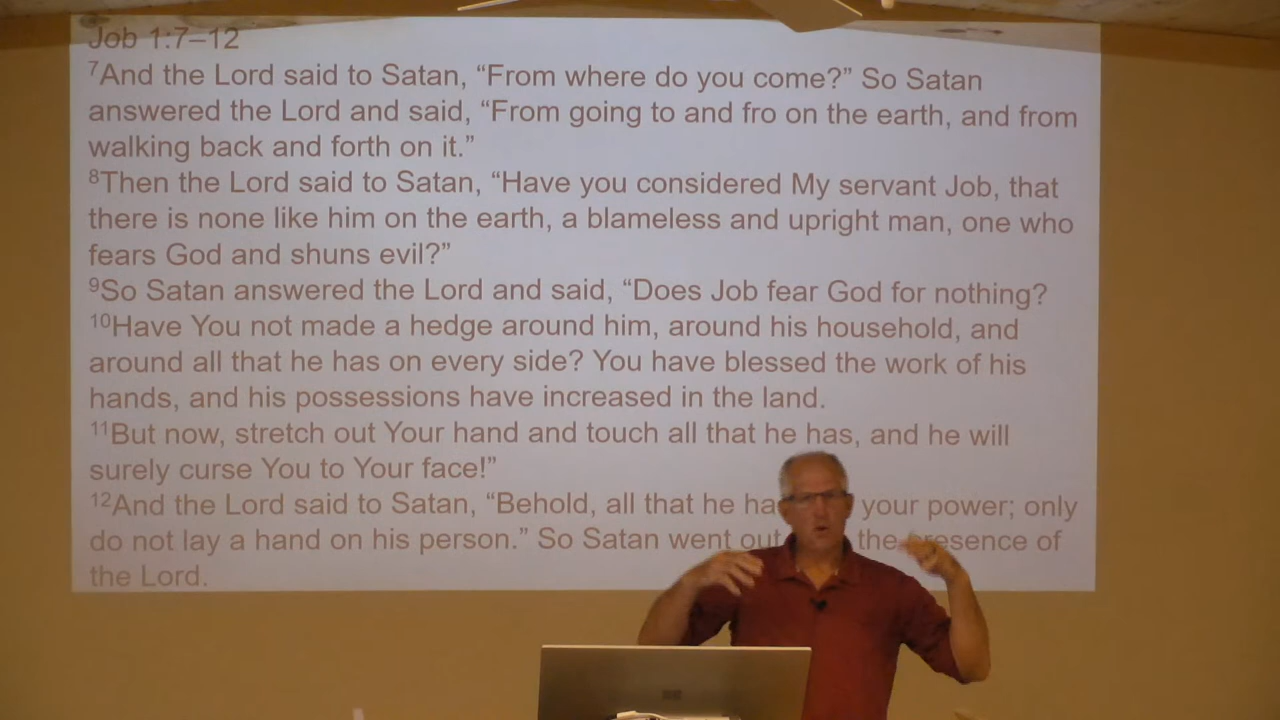 Job 1:7–12
⁷And the Lord said to Satan, “From where do you come?” So Satan
answered the Lord and said, “From going to and fro on the earth, and from
walking back and forth on it.”
⁸Then the Lord said to Satan, “Have you considered My servant Job, that
there is none like him on the earth, a blameless and upright man, one who
fears God and shuns evil?”
⁹So Satan answered the Lord and said, “Does Job fear God for nothing?
¹⁰Have You not made a hedge around him, around his household, and
around all that he has on every side? You have blessed the work of his
hands, and his possessions have increased in the land.
¹¹But now, stretch out Your hand and touch all that he has, and he will
surely curse You to Your face!”
¹²And the Lord said to Satan, “Behold, all that he your power; only
do not lay a hand on his person.” So Satan went out the presence of
the Lord.